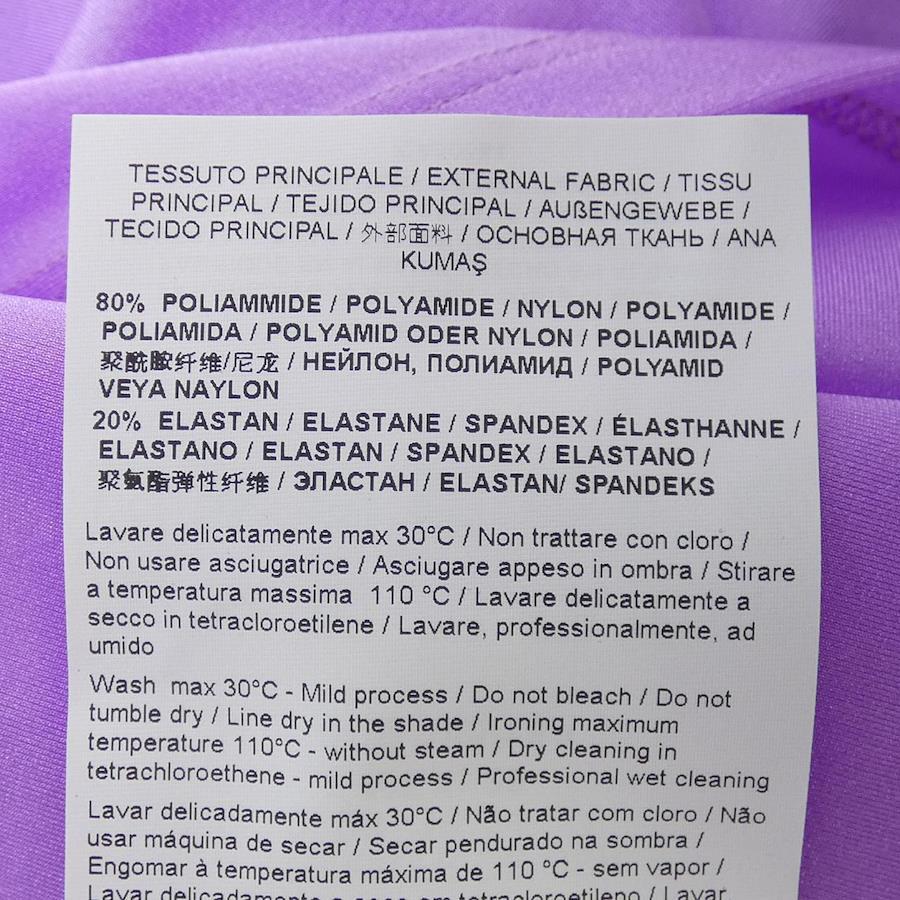 TESSUTO PRINCIPALE / EXTERNAL FABRIC / TISSU
PRINCIPAL / TEJIDO PRINCIPAL / AUßENGEWEBE /
TECIDO PRINCIPAL / 外部面料 / ОСНОВНАЯ ТКАНЬ / ANA
KUMAŞ
80% POLIAMMIDE / POLYAMIDE / NYLON / POLYAMIDE /
POLIAMIDA / POLYAMID ODER NYLON / POLIAMIDA /
聚酰胺纤维/尼龙 / НЕЙЛОН, ПОЛИАМИД / POLYAMID
VEYA NAYLON
20% ELASTAN / ELASTANE / SPANDEX / ÉLASTHANNE /
ELASTANO / ELASTAN / SPANDEX / ELASTANO /
聚氨酯弹性纤维 / ЭЛАСТАН / ELASTAN/ SPANDEKS
Lavare delicatamente max 30°C / Non trattare con cloro /
Non usare asciugatrice / Asciugare appeso in ombra / Stirare
a temperatura massima 110 °C / Lavare delicatamente a
secco in tetracloroetilene / Lavare, professionalmente, ad
umido
Wash max 30°C - Mild process / Do not bleach / Do not
tumble dry / Line dry in the shade / Ironing maximum
temperature 110°C - without steam / Dry cleaning in
tetrachloroethene - mild process / Professional wet cleaning
Lavar delicadamente máx 30°C / Não tratar com cloro / Não
usar máquina de secar / Secar pendurado na sombra /
Engomar à temperatura máxima de 110 °C - sem vapor /
Lavar delicadamente a seco em tetracloroetileno / Lavar,